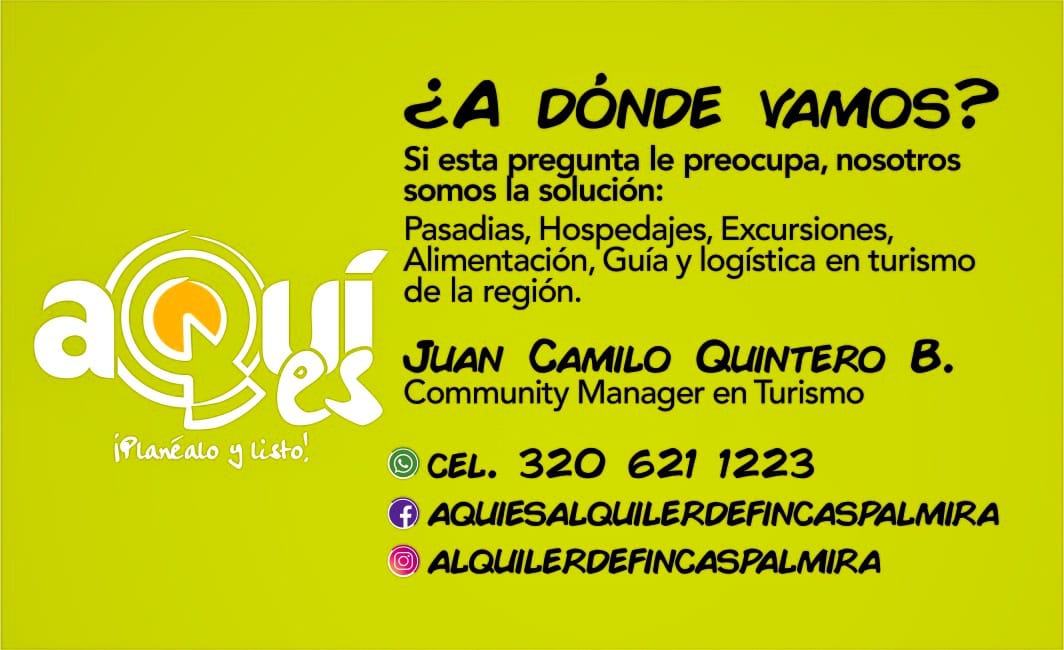 ¿A DÓNDE VAMOS?
Si esta pregunta le preocupa, nosotros
somos la solución:
Pasadias, Hospedajes, Excursiones,
Alimentación, Guía y logística en turismo
de la región.
aQuí
es
¡Planéalo y listo!
JUAN CAMILO QUINTERO B.
Community Manager en Turismo
CEL. 320 621 1223
AQUIESALQUILERDEFINCASPALMIRA
ALQUILERDEFINCASPALMIRA